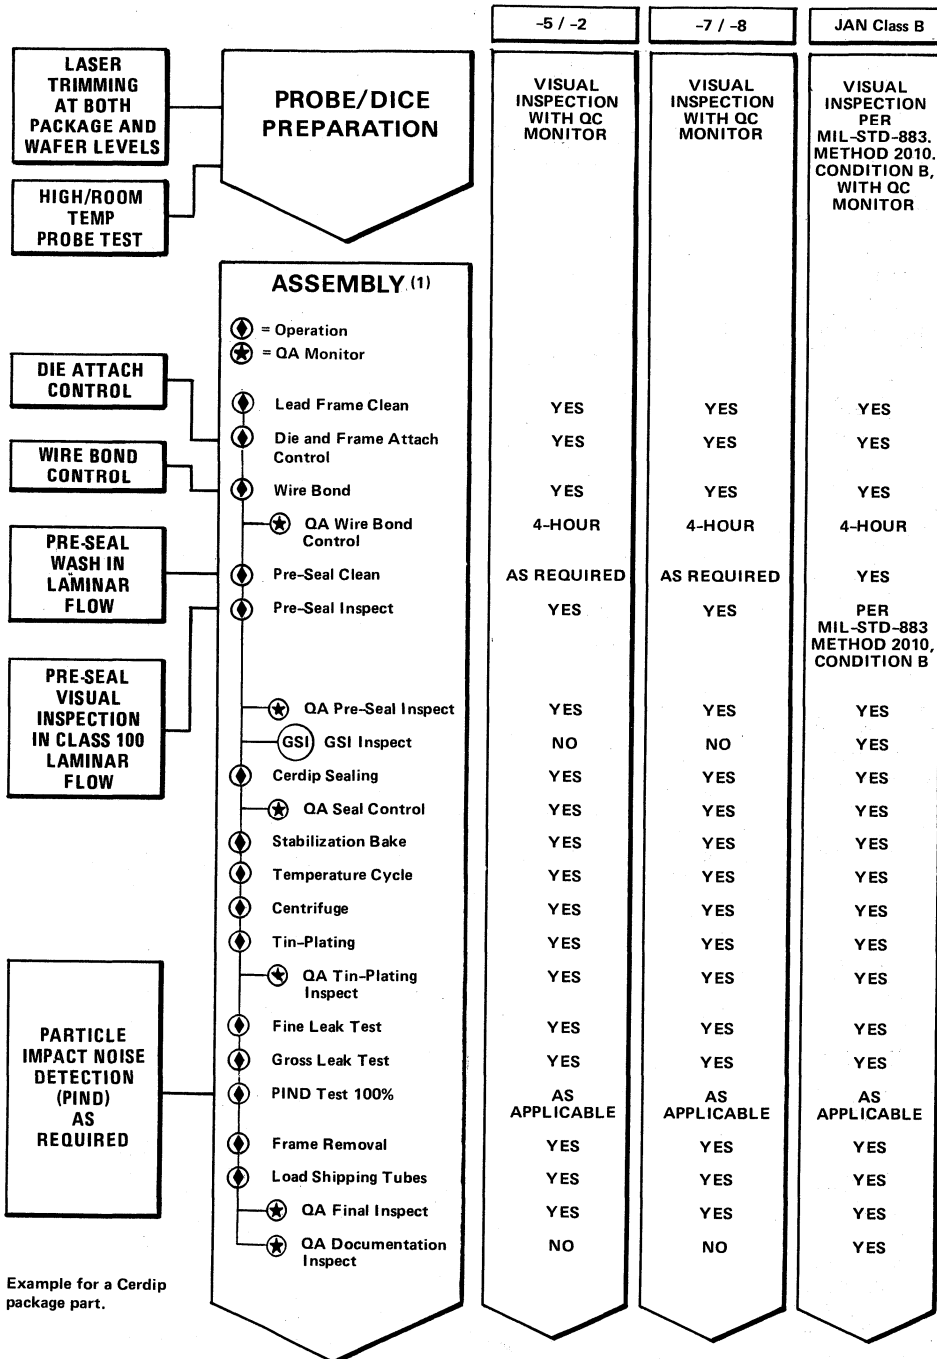 -5 / -2
-7 / -8
JAN Class B
LASER
TRIMMING
AT BOTH
PACKAGE AND
WAFER LEVELS
HIGH/ROOM
TEMP
PROBE TEST
PROBE/DICE
PREPARATION
VISUAL
INSPECTION
WITH QC
MONITOR
VISUAL
INSPECTION
WITH QC
MONITOR
VISUAL
INSPECTION
PER
MIL-STD-883.
METHOD 2010.
CONDITION B,
WITH QC
MONITOR
ASSEMBLY (1)
= Operation
= QA Monitor
DIE ATTACH
CONTROL
WIRE BOND
CONTROL
PRE-SEAL
WASH IN
LAMINAR
FLOW
PRE-SEAL
VISUAL
INSPECTION
IN CLASS 100
LAMINAR
FLOW
PARTICLE
IMPACT NOISE
DETECTION
(PIND)
AS
REQUIRED
Lead Frame Clean YES YES YES
Die and Frame Attach YES YES YES
Control
Wire Bond YES YES YES
QA Wire Bond 4-HOUR 4-HOUR 4-HOUR
Control
Pre-Seal Clean AS REQUIRED AS REQUIRED YES
Pre-Seal Inspect YES YES PER
MIL-STD-883
METHOD 2010,
CONDITION B
QA Pre-Seal Inspect YES YES YES
GSI GSI Inspect NO NO YES
Cerdip Sealing YES YES YES
QA Seal Control YES YES YES
Stabilization Bake YES YES YES
Temperature Cycle YES YES YES
Centrifuge YES YES YES
Tin-Plating YES YES YES
QA Tin-Plating YES YES YES
Inspect
Fine Leak Test YES YES YES
Gross Leak Test YES YES YES
PIND Test 100% AS AS AS
APPLICABLE APPLICABLE APPLICABLE
Frame Removal YES YES YES
Load Shipping Tubes YES YES YES
QA Final Inspect YES YES YES
QA Documentation NO NO YES
Inspect
Example for a Cerdip
package part.